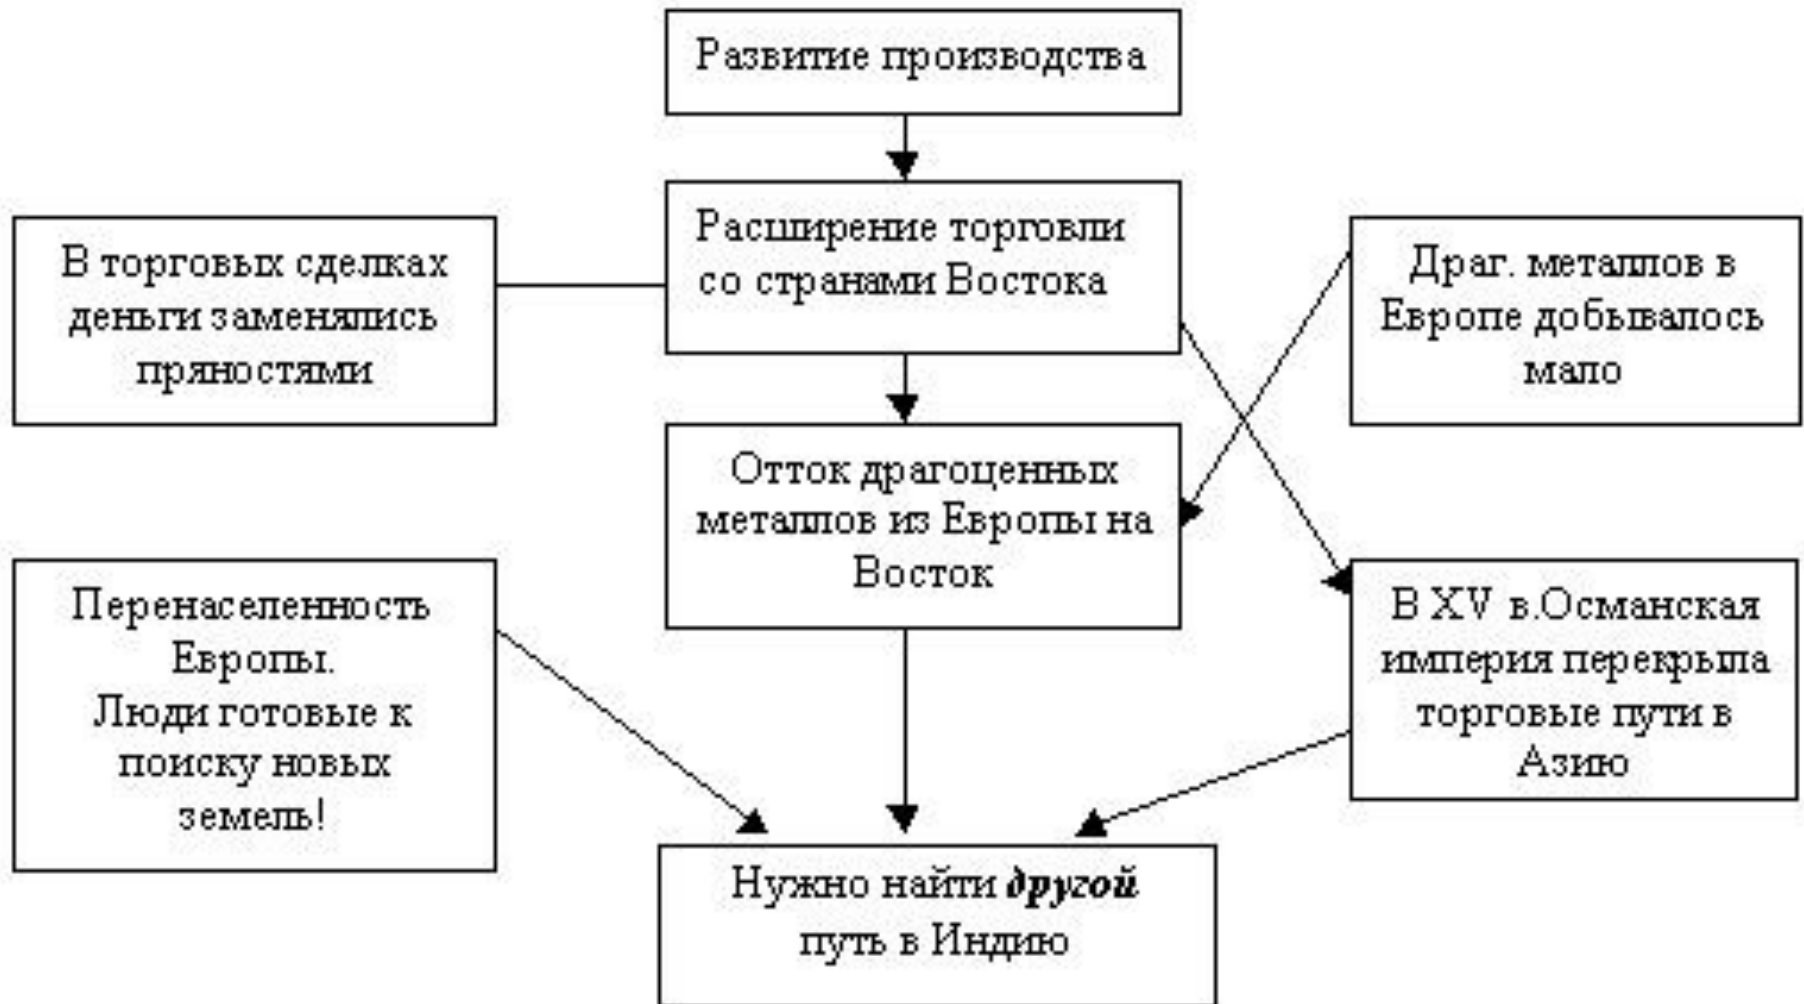 Развитие производства
Расширение торговли
со странами Востока
В торговых сделках
деньги заменялись
пряностями
Драг. металлов в
Европе добывалось
мало
Отток драгоценных
металлов из Европы на
Восток
Перенаселенность
Европы.
Люди готовые к
поиску новых
земель!
В XV в.Османская
империя перекрыла
торговые пути в
Азию
Нужно найти другой
путь в Индию